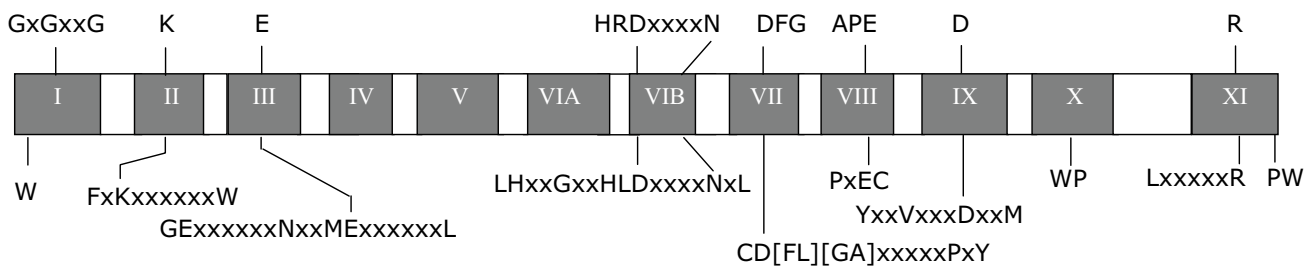 GxGxxG K E HRDxxxxN DFG APE D R
I II III IV V VIA VIB VII VIII IX X XI
W FxKxxxxxxW GExxxxxxNxxMExxxxxxL LHxxGxxHLDxxxxNxL CD[FL][GA]xxxxxPxY PxEC YxxVxxxDxxM WP LxxxxxR PW